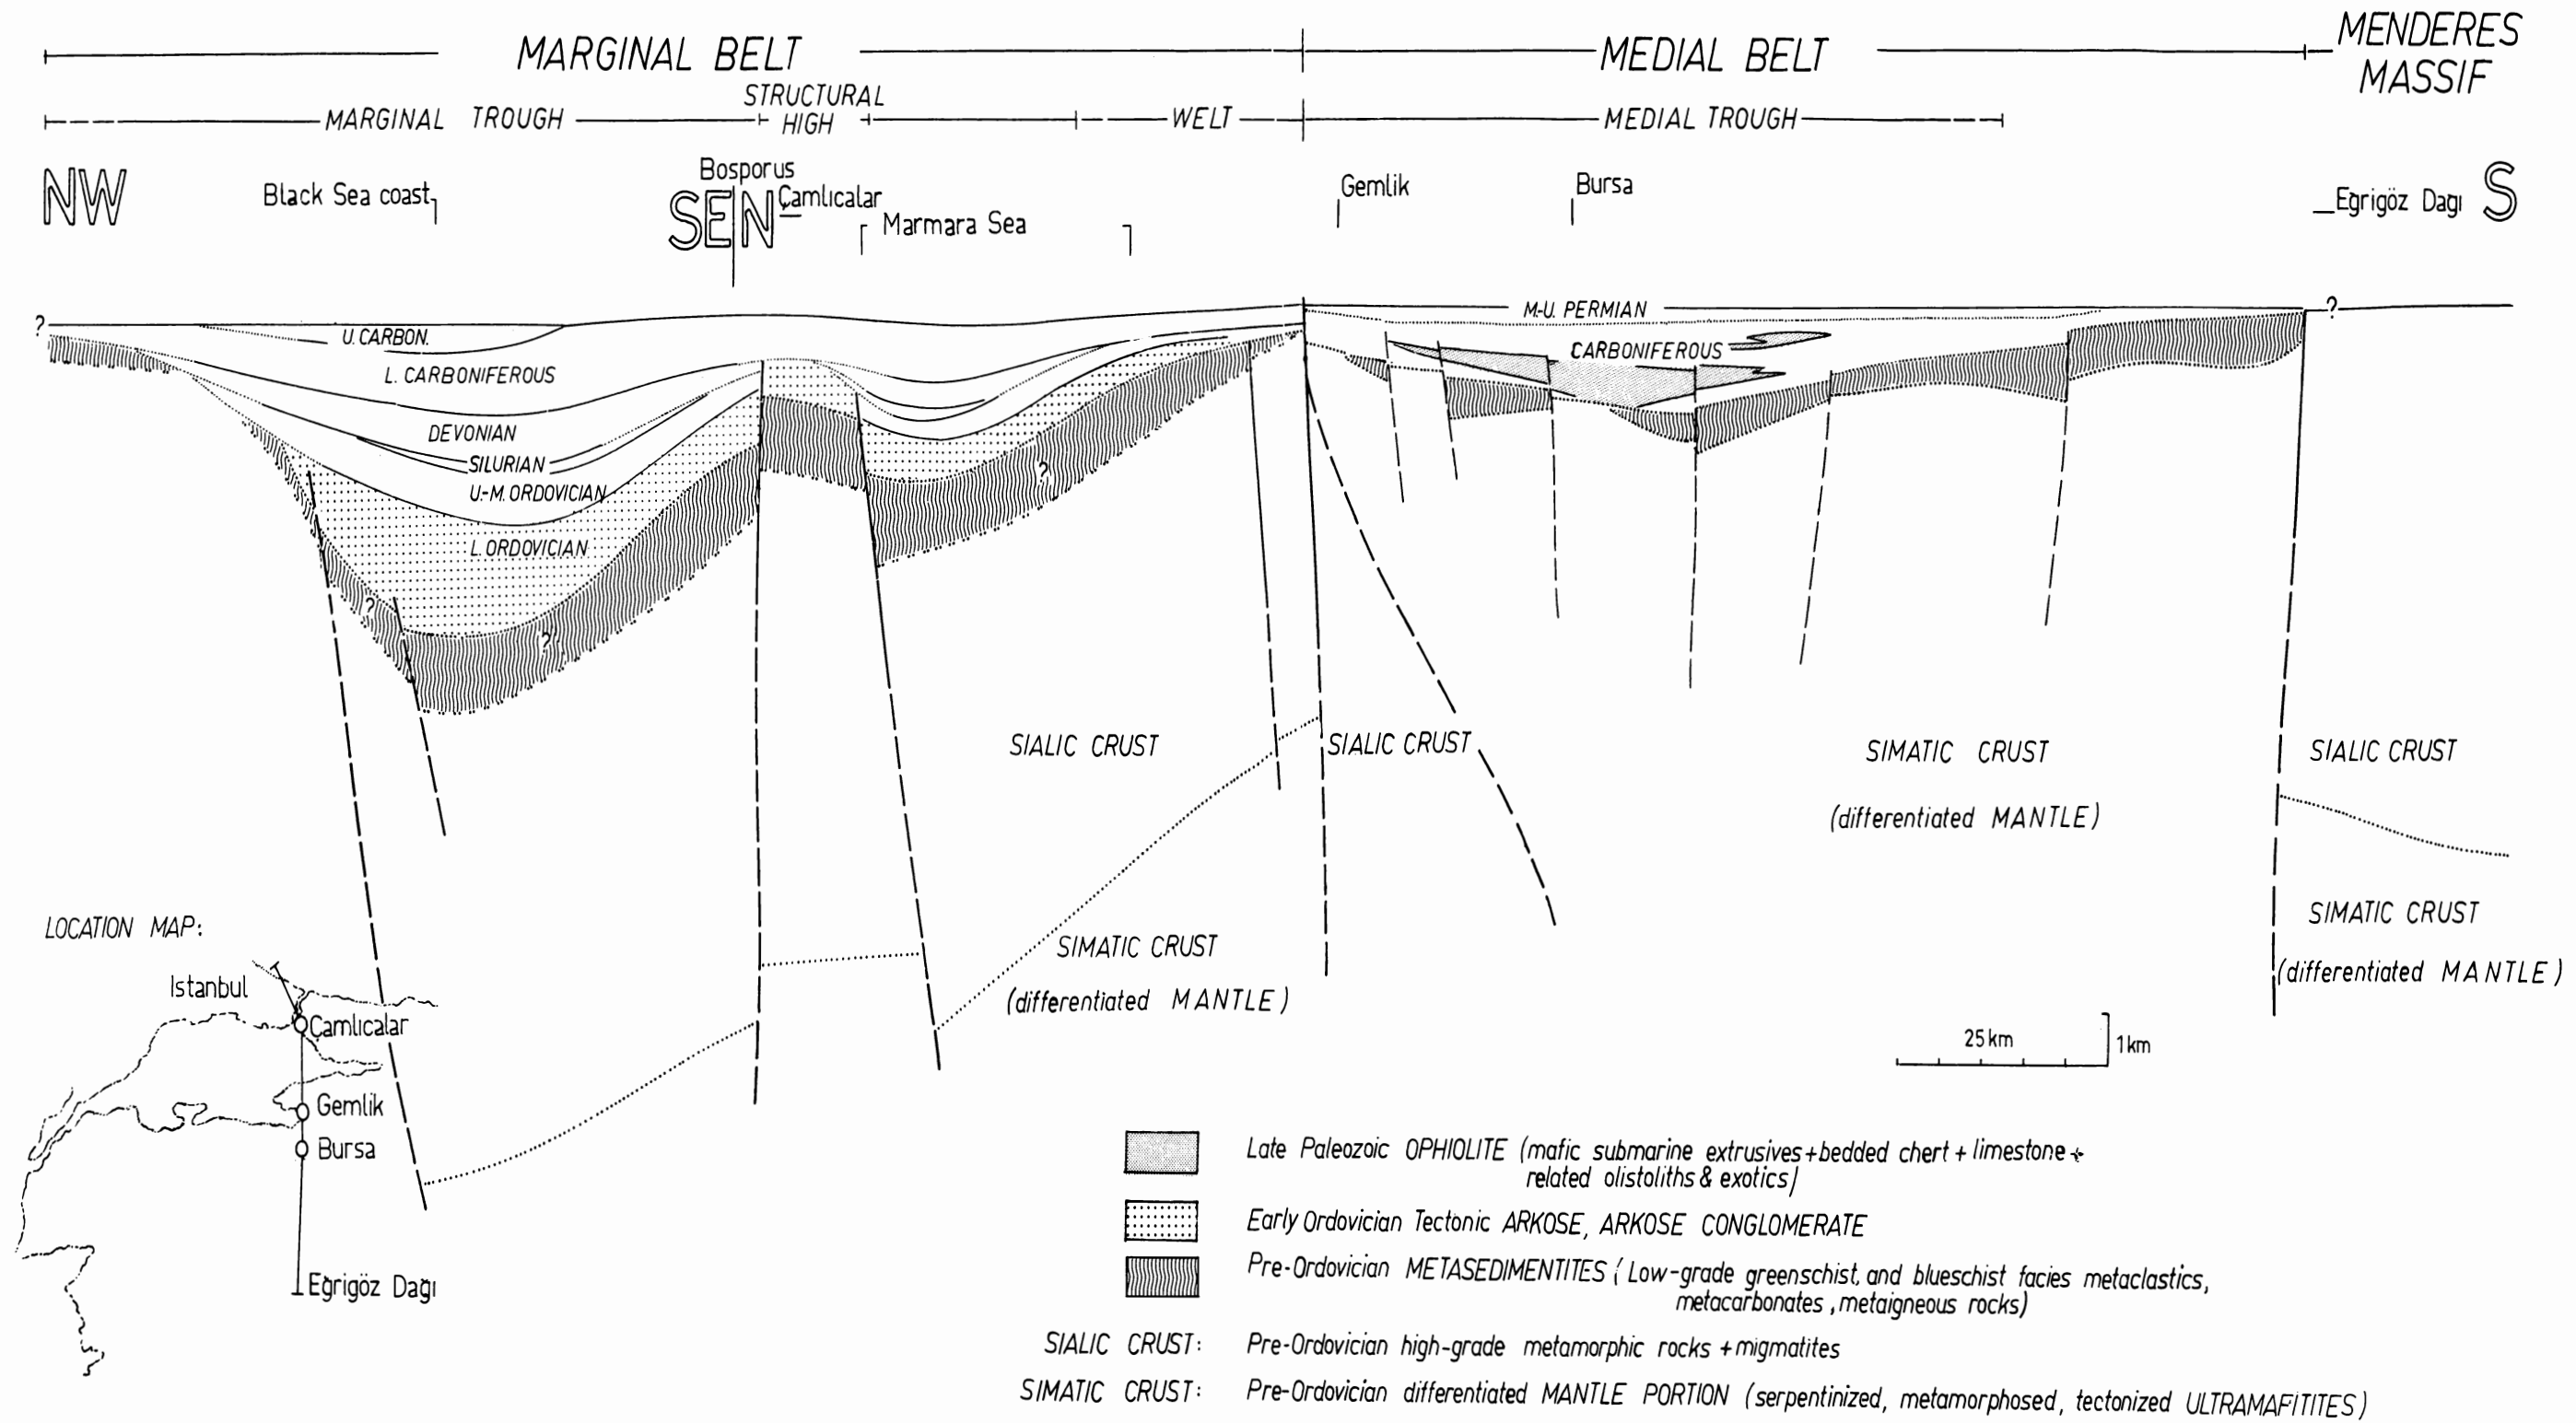 MARGINAL BELT
MEDIAL BELT
MENDERES
MASSIF
MARGINAL TROUGH
STRUCTURAL
HIGH
WELT
MEDIAL TROUGH
NW
Black Sea coast
Bosporus
SE N
Çamlıcalar
Marmara Sea
Gemlik
Bursa
Eğrigöz Dağı
S
?
U. CARBON.
M-U. PERMIAN
?
L. CARBONIFEROUS
CARBONIFEROUS
DEVONIAN
SILURIAN
U.-M. ORDOVICIAN
?
L. ORDOVICIAN
?
?
SIALIC CRUST
SIALIC CRUST
SIMATIC CRUST
(differentiated MANTLE)
SIALIC CRUST
SIMATIC CRUST
(differentiated MANTLE)
SIMATIC CRUST
(differentiated MANTLE)
LOCATION MAP:
Istanbul
Çamlıcalar
Gemlik
Bursa
Eğrigöz Dağı
25 km
1 km
Late Paleozoic OPHIOLITE (mafic submarine extrusives + bedded chert + limestone +
related olistoliths & exotics)
Early Ordovician Tectonic ARKOSE, ARKOSE CONGLOMERATE
Pre-Ordovician METASEDIMENTITES (Low-grade greenschist, and blueschist facies metaclastics,
metacarbonates, metaigneous rocks)
SIALIC CRUST: Pre-Ordovician high-grade metamorphic rocks + migmatites
SIMATIC CRUST: Pre-Ordovician differentiated MANTLE PORTION (serpentinized, metamorphosed, tectonized ULTRAMAFITITES)